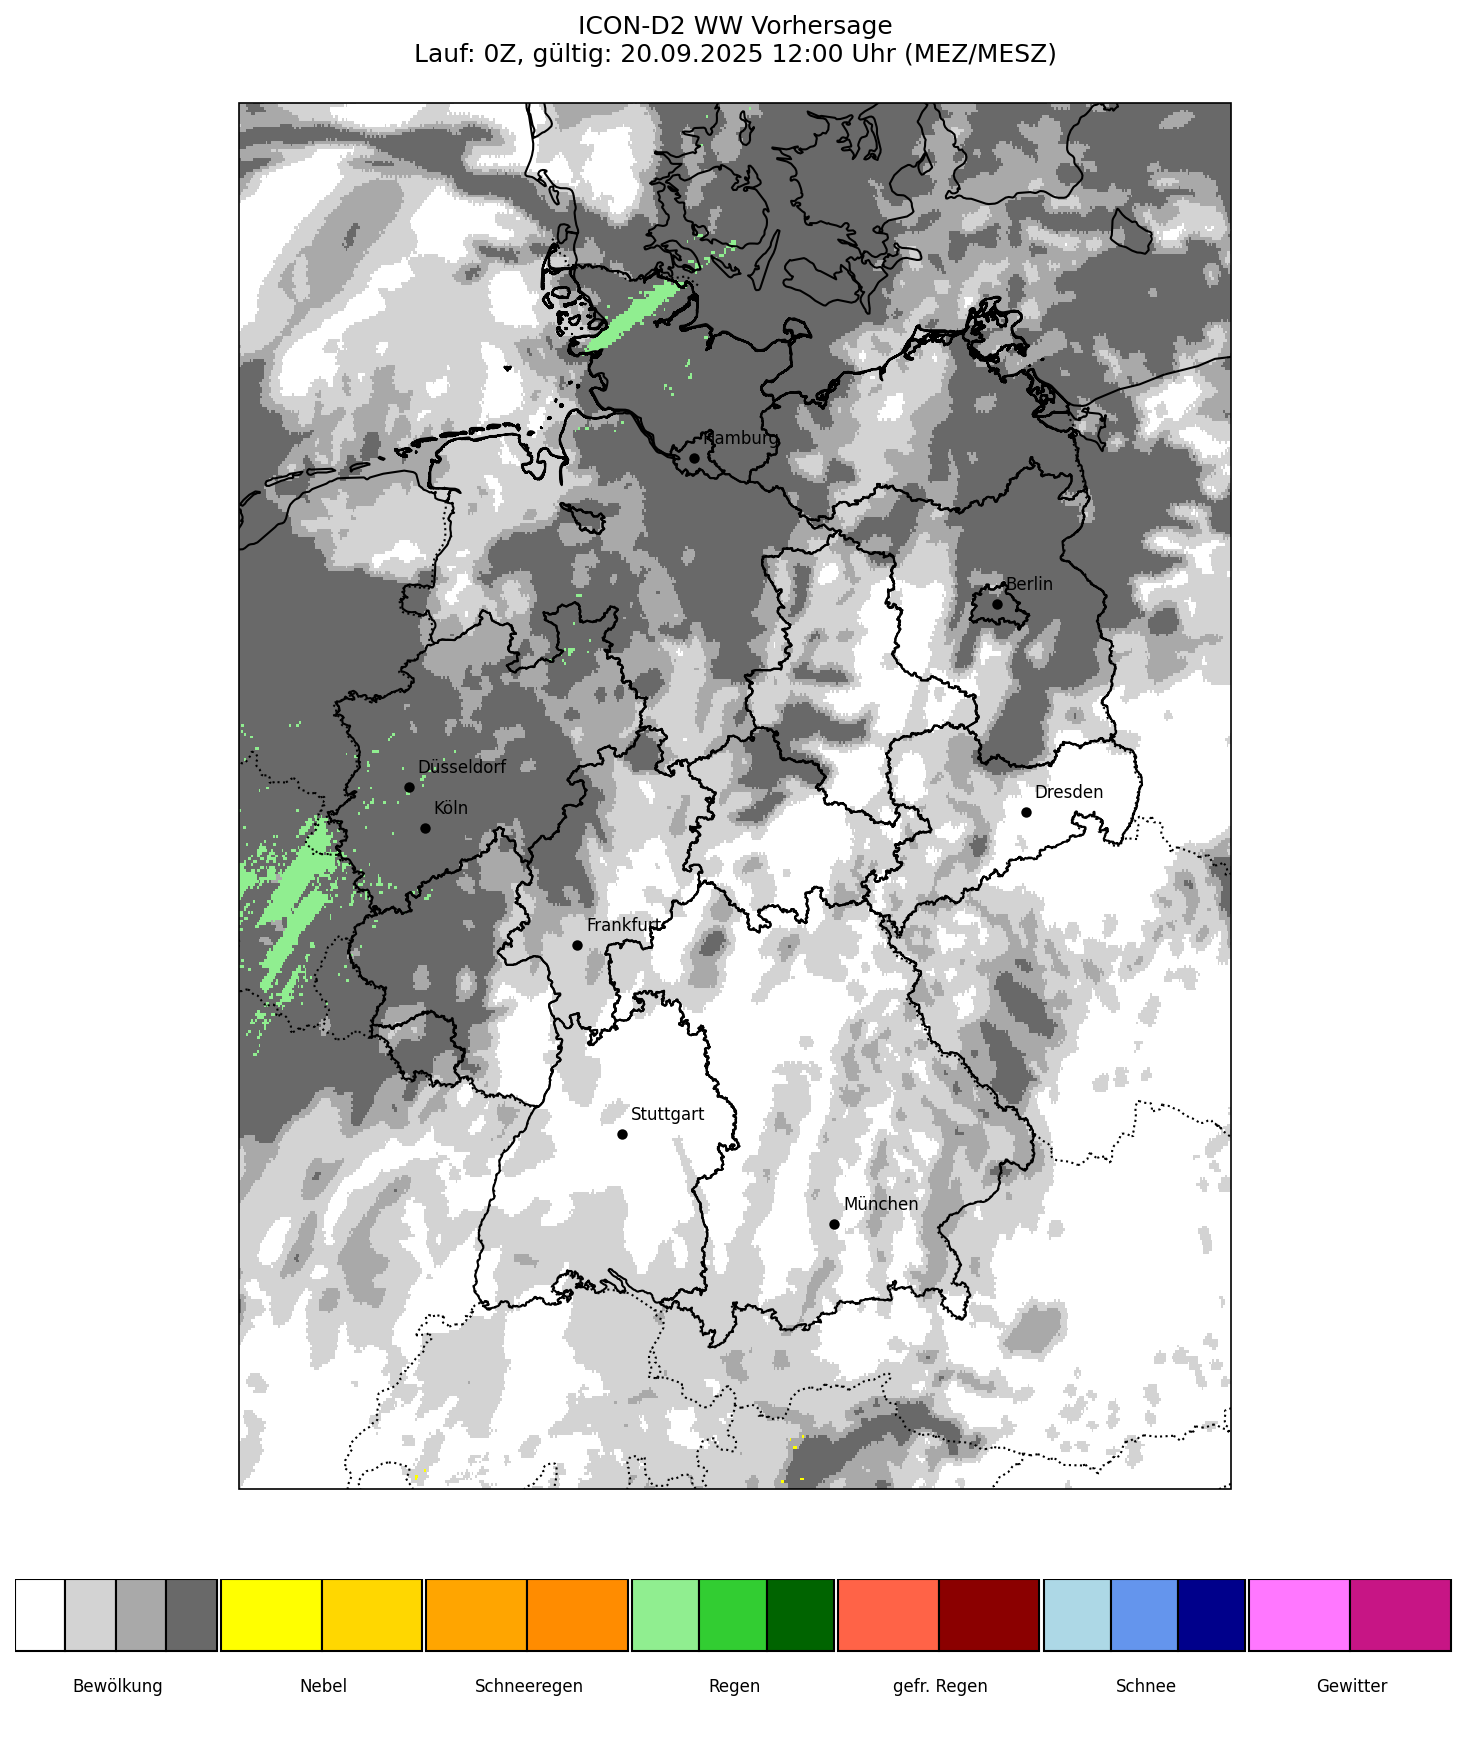 ICON-D2 WW Vorhersage
Lauf: 0Z, gültig: 20.09.2025 12:00 Uhr (MEZ/MESZ)
Hamburg
Berlin
Düsseldorf
Köln
Dresden
Frankfurt
Stuttgart
München
Bewölkung
Nebel
Schneeregen
Regen
gefr. Regen
Schnee
Gewitter